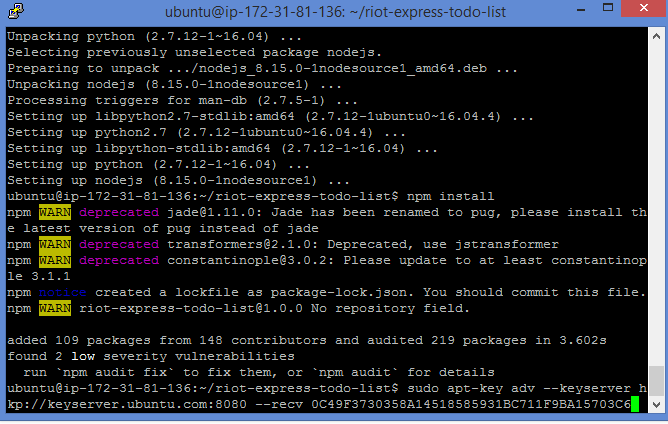 ubuntu@ip-172-31-81-136: ~/riot-express-todo-list
Unpacking python (2.7.12-1~16.04) ...
Selecting previously unselected package nodejs.
Preparing to unpack .../nodejs_8.15.0-1nodesource1_amd64.deb ...
Unpacking nodejs (8.15.0-1nodesource1) ...
Processing triggers for man-db (2.7.5-1) ...
Setting up libpython2.7-stdlib:amd64 (2.7.12-1ubuntu0~16.04.4) ...
Setting up python2.7 (2.7.12-1ubuntu0~16.04.4) ...
Setting up libpython-stdlib:amd64 (2.7.12-1~16.04) ...
Setting up python (2.7.12-1~16.04) ...
Setting up nodejs (8.15.0-1nodesource1) ...
ubuntu@ip-172-31-81-136:~/riot-express-todo-list$ npm install
npm WARN deprecated jade@1.11.0: Jade has been renamed to pug, please install th
e latest version of pug instead of jade
npm WARN deprecated transformers@2.1.0: Deprecated, use jstransformer
npm WARN deprecated constantinople@3.0.2: Please update to at least constantinop
le 3.1.1
npm notice created a lockfile as package-lock.json. You should commit this file.
npm WARN riot-express-todo-list@1.0.0 No repository field.
added 109 packages from 148 contributors and audited 219 packages in 3.602s
found 2 low severity vulnerabilities
run `npm audit fix` to fix them, or `npm audit` for details
ubuntu@ip-172-31-81-136:~/riot-express-todo-list$ sudo apt-key adv --keyserver h
kp://keyserver.ubuntu.com:8080 --recv 0C49F3730358A14518585931BC711F9BA15703C6